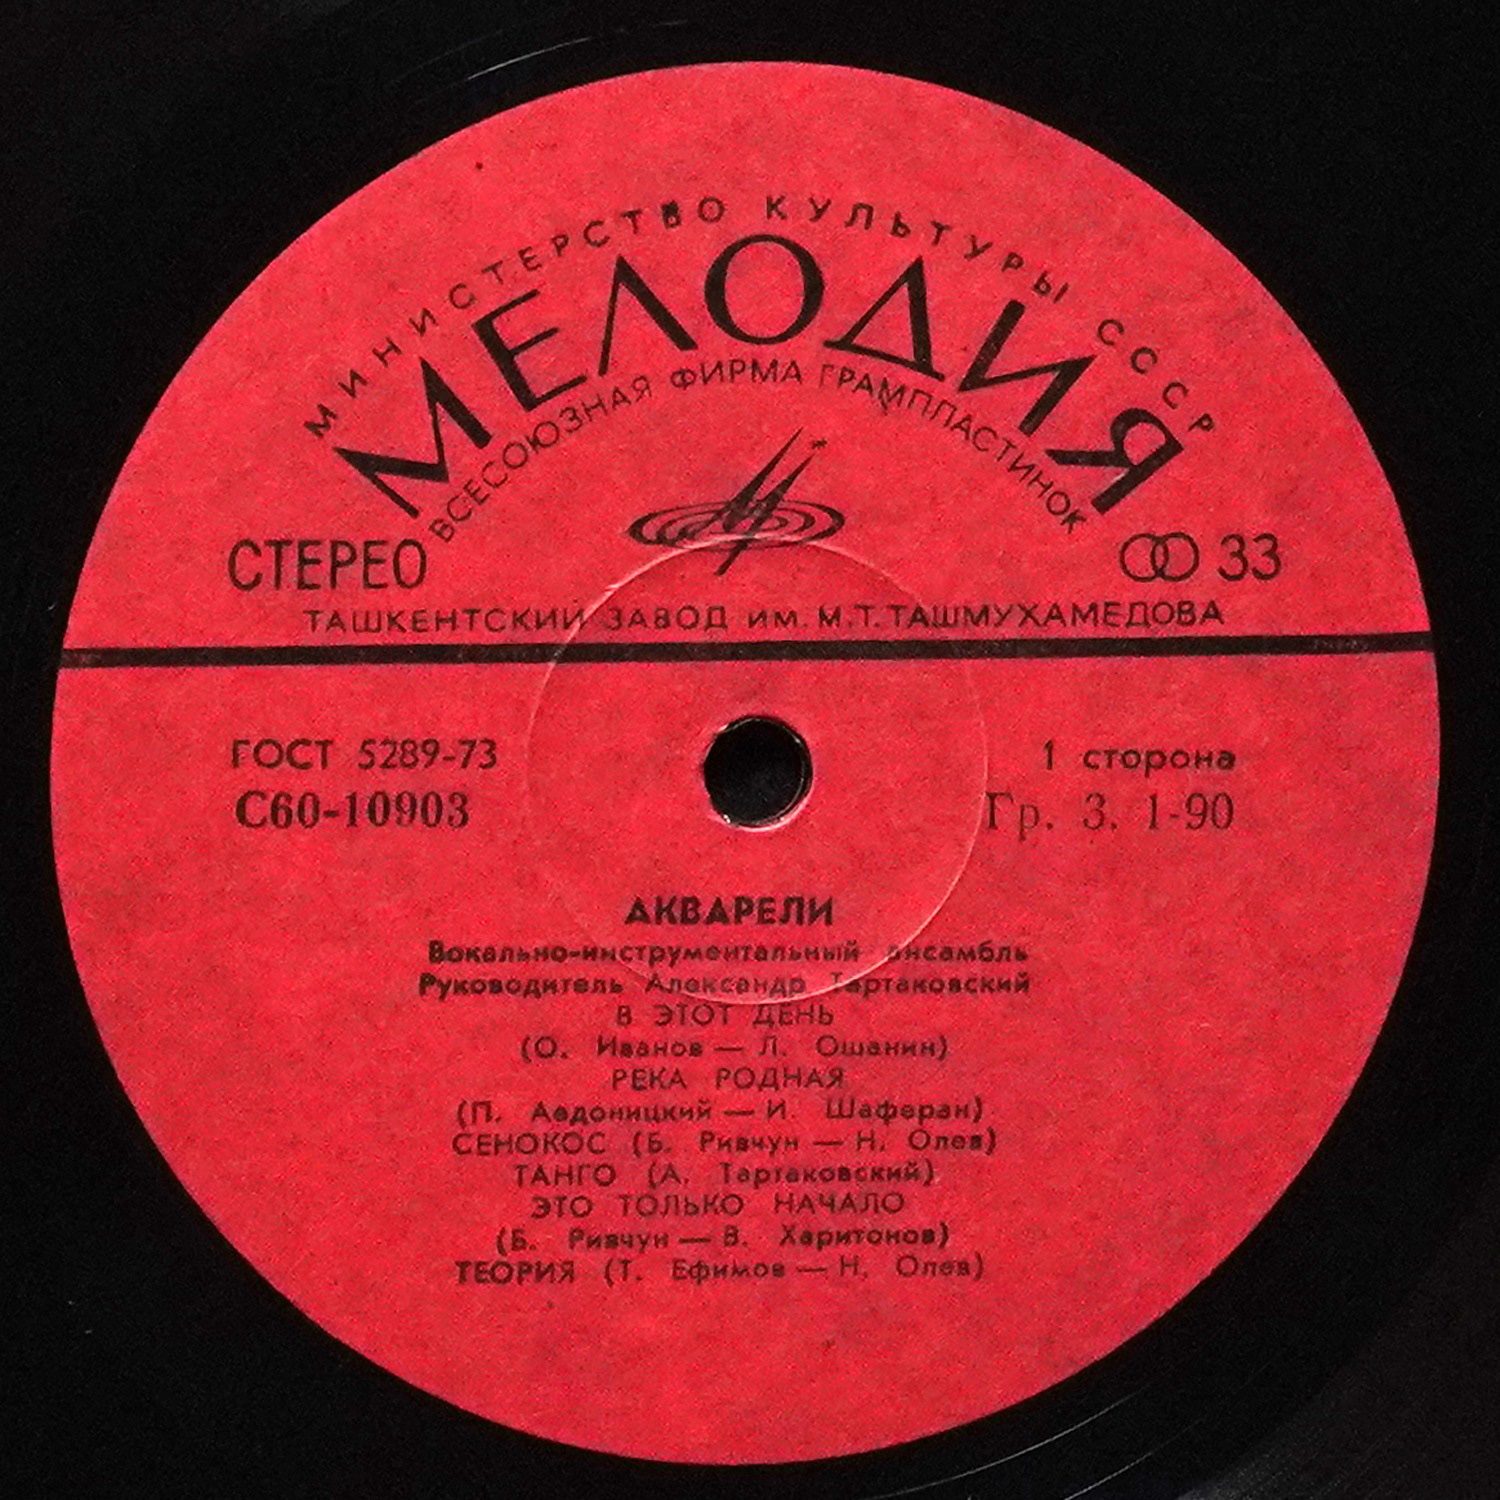 МИНИСТЕРСТВО КУЛЬТУРЫ СССР
МЕЛОДИЯ
ВСЕСОЮЗНАЯ ФИРМА ГРАМПЛАСТИНОК
СТЕРЕО
33
ТАШКЕНТСКИЙ ЗАВОД ИМ. М.Т. ТАШМУХАМЕДОВА
ГОСТ 5289-73
1 сторона
С60-10903
Гр. 3. 1-90
АКВАРЕЛИ
Вокально-инструментальный ансамбль
Руководитель Александр Тартаковский
В ЭТОТ ДЕНЬ
(О. Иванов — Л. Ошанин)
РЕКА РОДНАЯ
(П. Аедоницкий — И. Шаферан)
СЕНОКОС (Б. Ривчун — Н. Олев)
ТАНГО (А. Тартаковский)
ЭТО ТОЛЬКО НАЧАЛО
(Б. Ривчун — В. Харитонов)
ТЕОРИЯ (Т. Ефимов — Н. Олев)